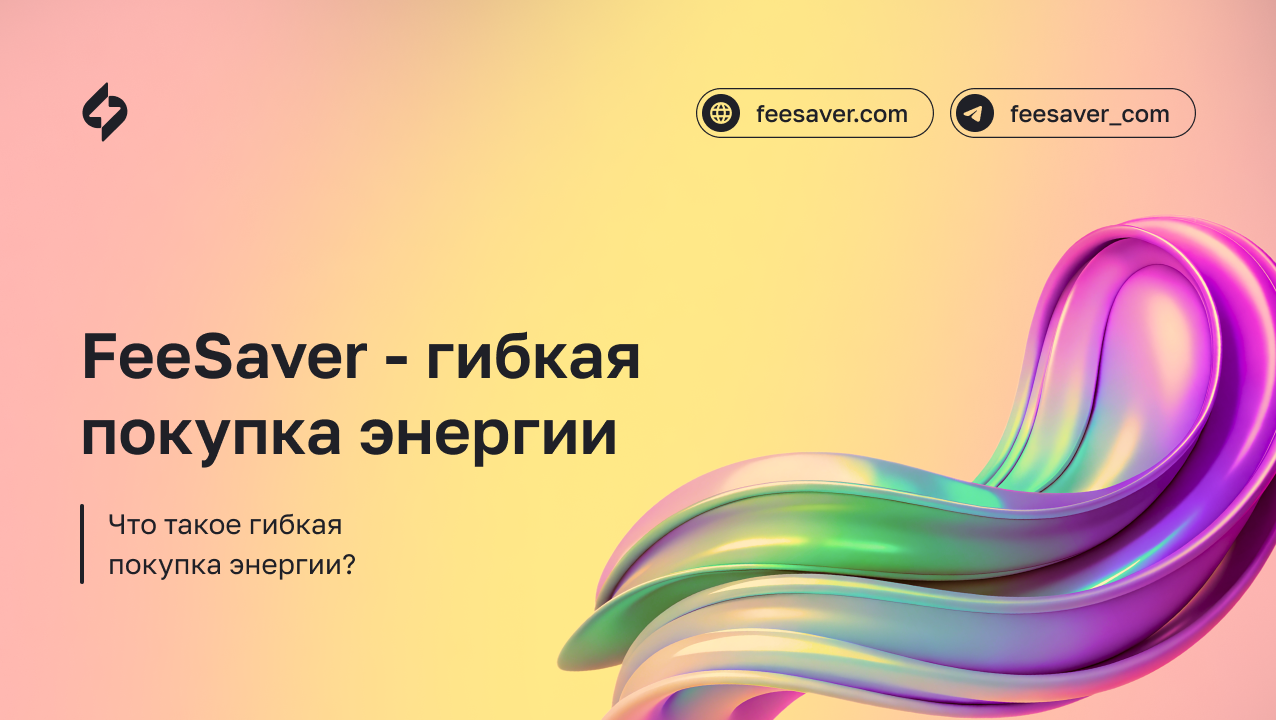 feesaver.com
feesaver_com
FeeSaver - гибкая
покупка энергии
Что такое гибкая
покупка энергии?